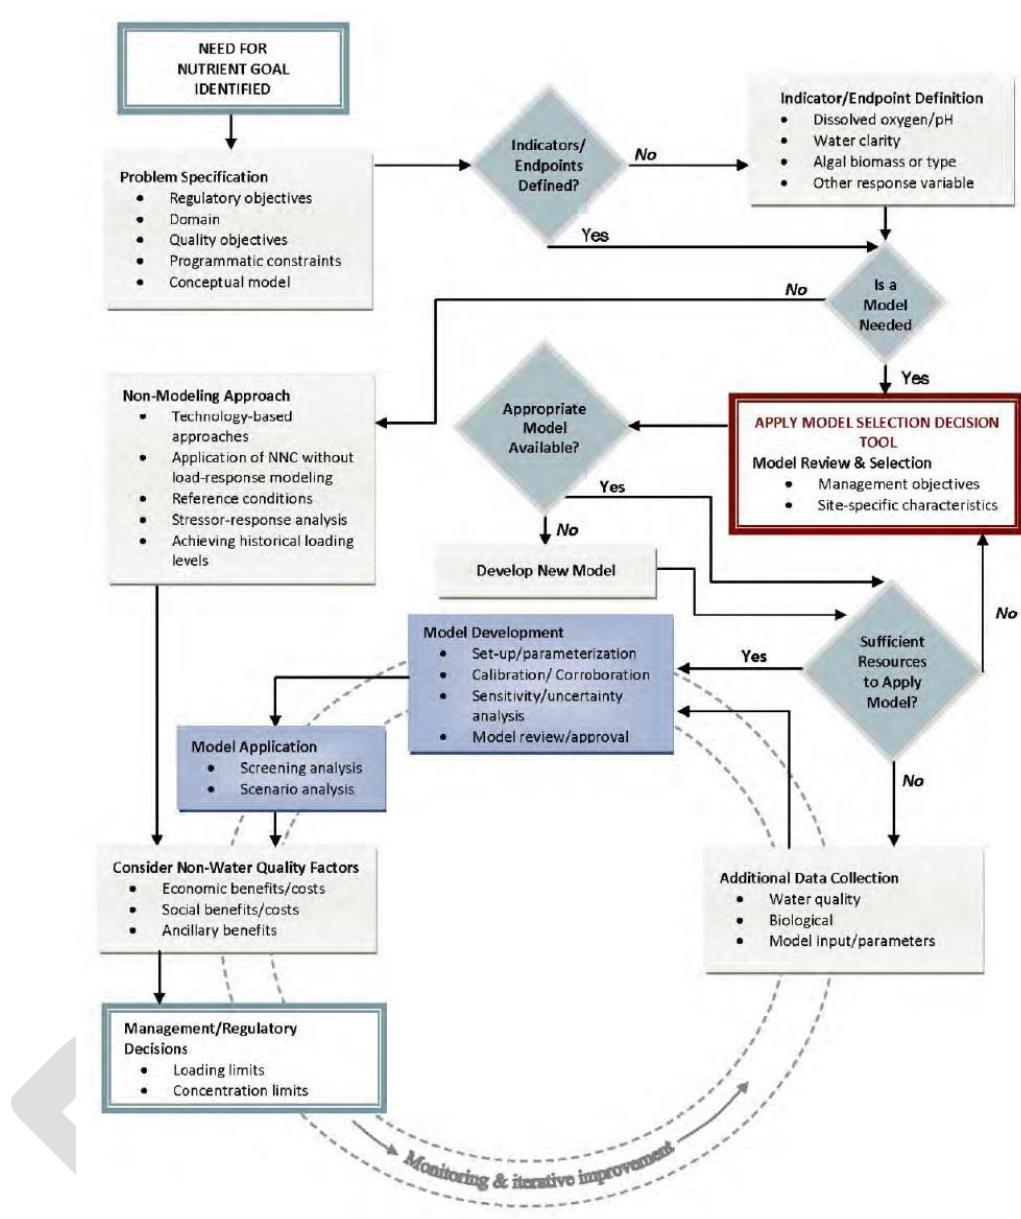 NEED FOR
NUTRIENT GOAL
IDENTIFIED
Problem Specification
• Regulatory objectives
• Domain
• Quality objectives
• Programmatic constraints
• Conceptual model
Indicators/
Endpoints
Defined?
No
Yes
Indicator/Endpoint Definition
• Dissolved oxygen/pH
• Water clarity
• Algal biomass or type
• Other response variable
Is a
Model
Needed
No
Yes
Non-Modeling Approach
• Technology-based
approaches
• Application of NNC without
load-response modeling
• Reference conditions
• Stressor-response analysis
• Achieving historical loading
levels
APPLY MODEL SELECTION DECISION
TOOL
Model Review & Selection
• Management objectives
• Site-specific characteristics
Appropriate
Model
Available?
Yes
No
Develop New Model
Sufficient
Resources
to Apply
Model?
No
Yes
No
Model Development
• Set-up/parameterization
• Calibration/ Corroboration
• Sensitivity/uncertainty
analysis
• Model review/approval
Model Application
• Screening analysis
• Scenario analysis
Additional Data Collection
• Water quality
• Biological
• Model Input/parameters
Consider Non-Water Quality Factors
• Economic benefits/costs
• Social benefits/costs
• Ancillary benefits
Management/Regulatory
Decisions
• Loading limits
• Concentration limits
Monitoring & iterative improvement